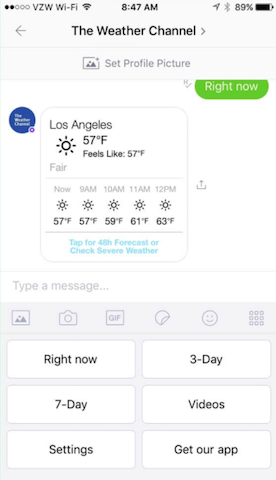 VZW Wi-Fi 8:47 AM 89%
The Weather Channel >
Set Profile Picture
Right now
The
Weather
Channel
Los Angeles
57°F
Feels Like: 57°F
Fair
Now 9AM 10AM 11AM 12PM
57°F 57°F 59°F 61°F 63°F
Tap for 48h Forecast or
Check Severe Weather
Type a message...
GIF
Right now 3-Day
7-Day Videos
Settings Get our app